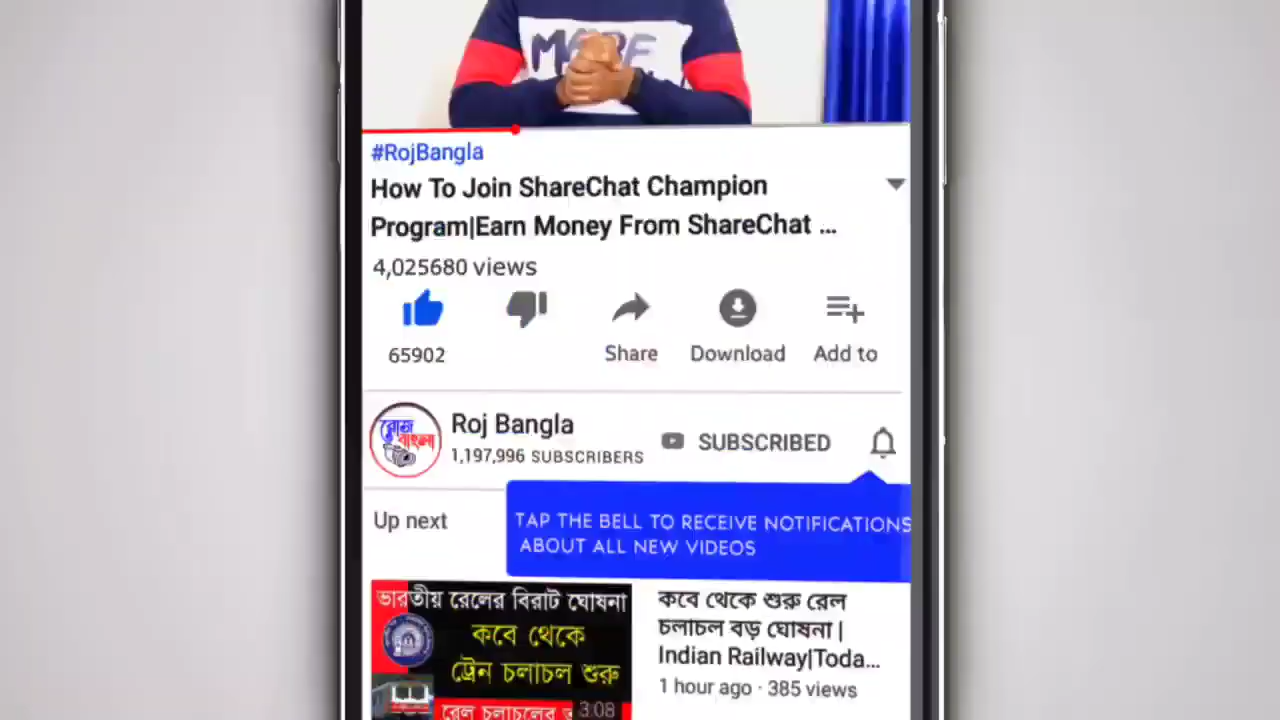 #RojBangla
How To Join ShareChat Champion
Program|Earn Money From ShareChat ...
4,025680 views
65902
Share
Download
Add to
রোজ
বাংলা
Roj Bangla
1,197,996 SUBSCRIBERS
SUBSCRIBED
TAP THE BELL TO RECEIVE NOTIFICATIONS
ABOUT ALL NEW VIDEOS
Up next
ভারতীয় রেলের বিরাট ঘোষনা
কবে থেকে
ট্রেন চলাচল শুরু
রেল চলাচলের
3:08
কবে থেকে শুরু রেল
চলাচল বড় ঘোষনা |
Indian Railway|Toda...
1 hour ago · 385 views